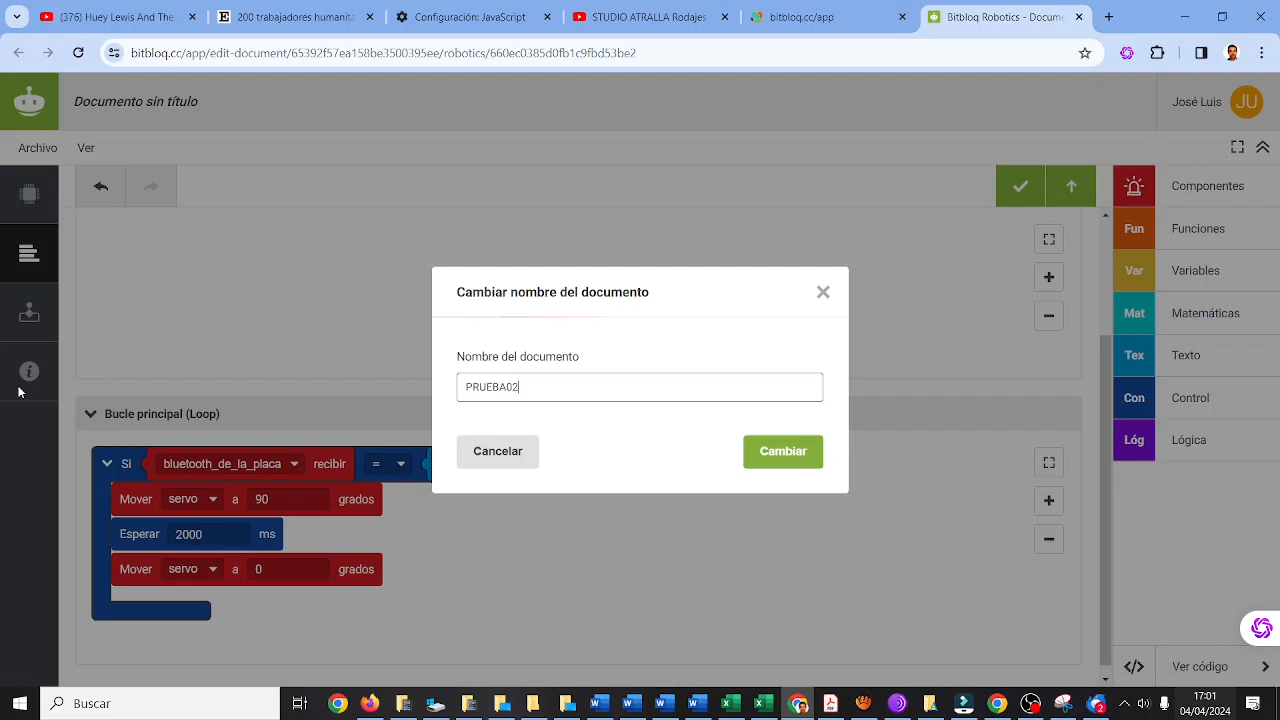 (376) Huey Lewis And The
200 trabajadores humanita
Configuración JavaScript
STUDIO ATRALLA Rodajes
bitbloq.cc/app
Bitbloq Robotics - Docume
bitbloq.cc/app/edit-document/65392f57ea158be3500395ee/robotics/660ec0385d0fb1c9fbd53be2
Documento sin título
José Luis JU
Archivo Ver
Componentes
Fun Funciones
Var Variables
Mat Matemáticas
Tex Texto
Con Control
Lóg Lógica
Cambiar nombre del documento
Nombre del documento
PRUEBA02
Cancelar Cambiar
Bucle principal (Loop)
Si bluetooth_de_la_placa recibir =
Mover servo a 90 grados
Esperar 2000 ms
Mover servo a 0 grados
Ver código
Buscar
17:01
04/04/2024